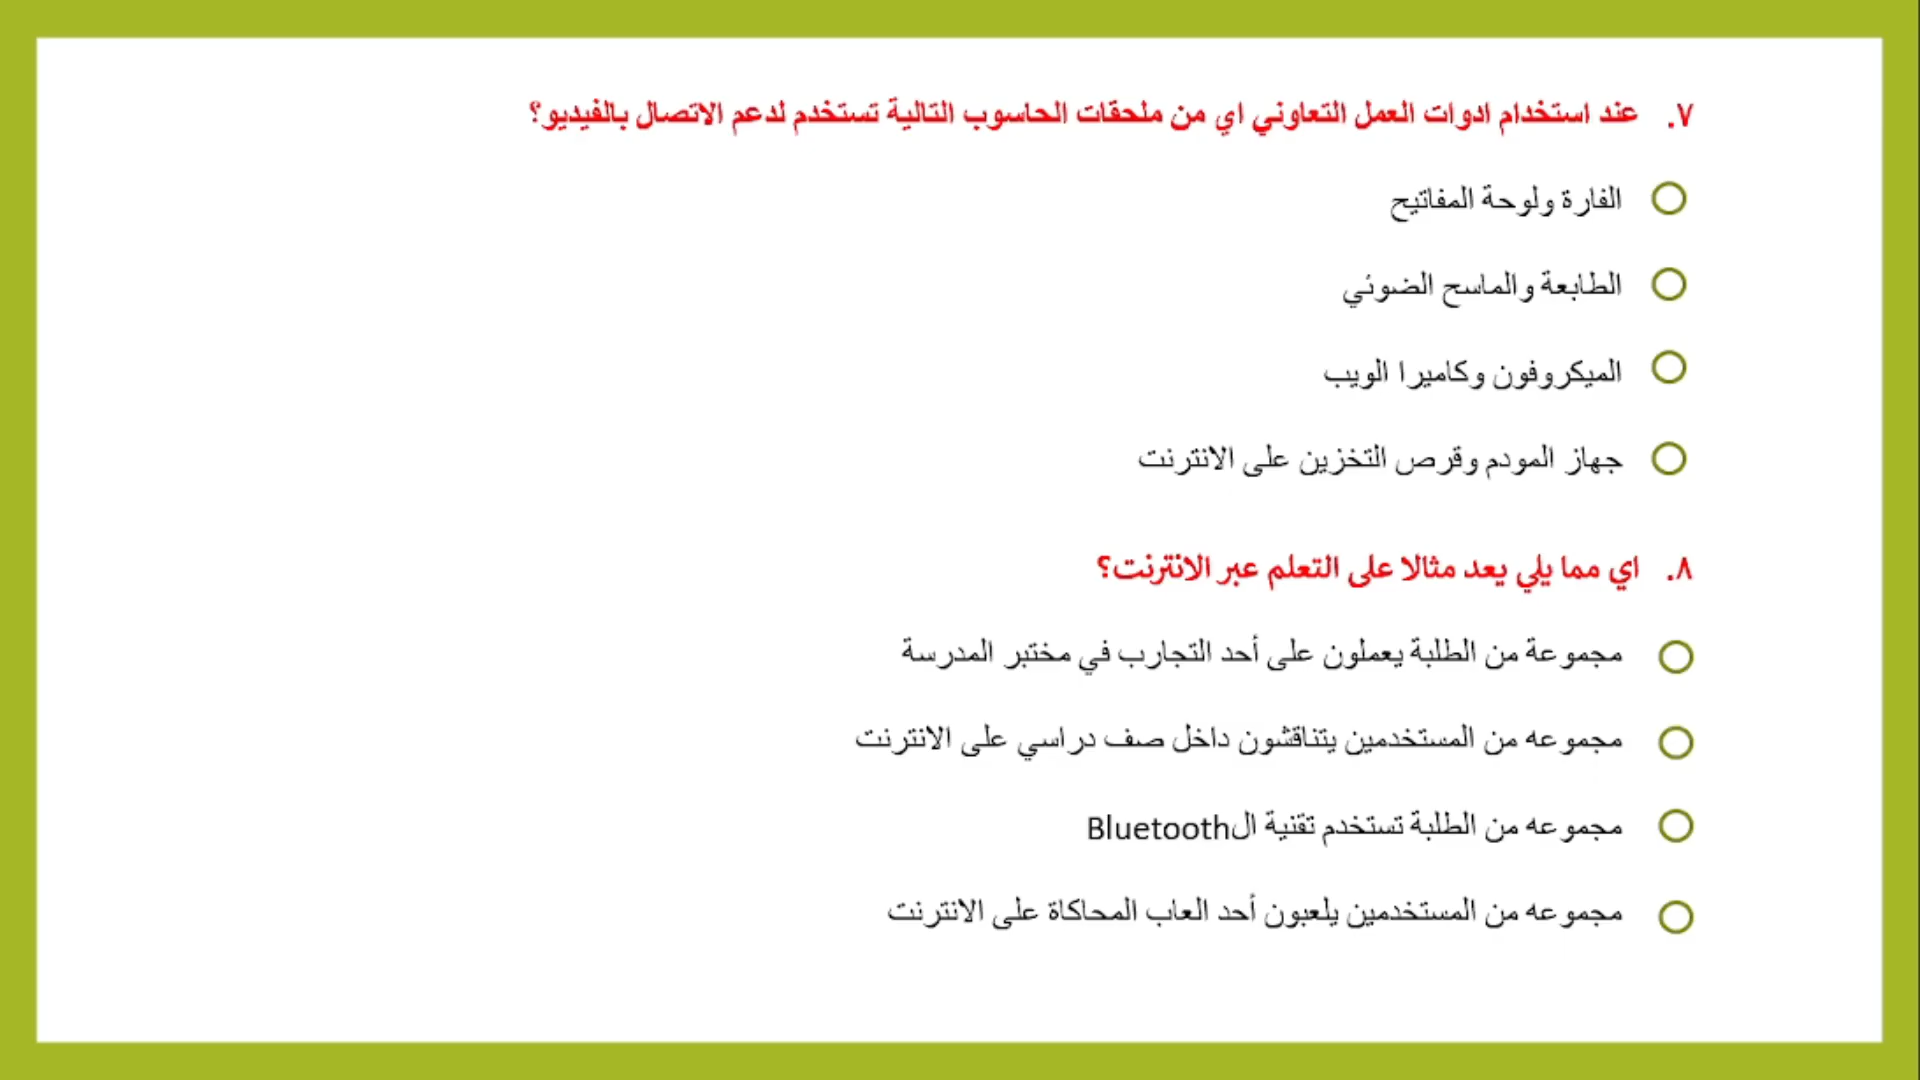 ٧. عند استخدام ادوات العمل التعاوني اي من ملحقات الحاسوب التالية تستخدم لدعم الاتصال بالفيديو؟
الفارة ولوحة المفاتيح
الطابعة والماسح الضوئي
الميكروفون وكاميرا الويب
جهاز المودم وقرص التخزين على الانترنت
٨. اي مما يلي يعد مثالا على التعلم عبر الانترنت؟
مجموعة من الطلبة يعملون على أحد التجارب في مختبر المدرسة
مجموعه من المستخدمين يتناقشون داخل صف دراسي على الانترنت
مجموعه من الطلبة تستخدم تقنية الBluetooth
مجموعه من المستخدمين يلعبون أحد العاب المحاكاة على الانترنت